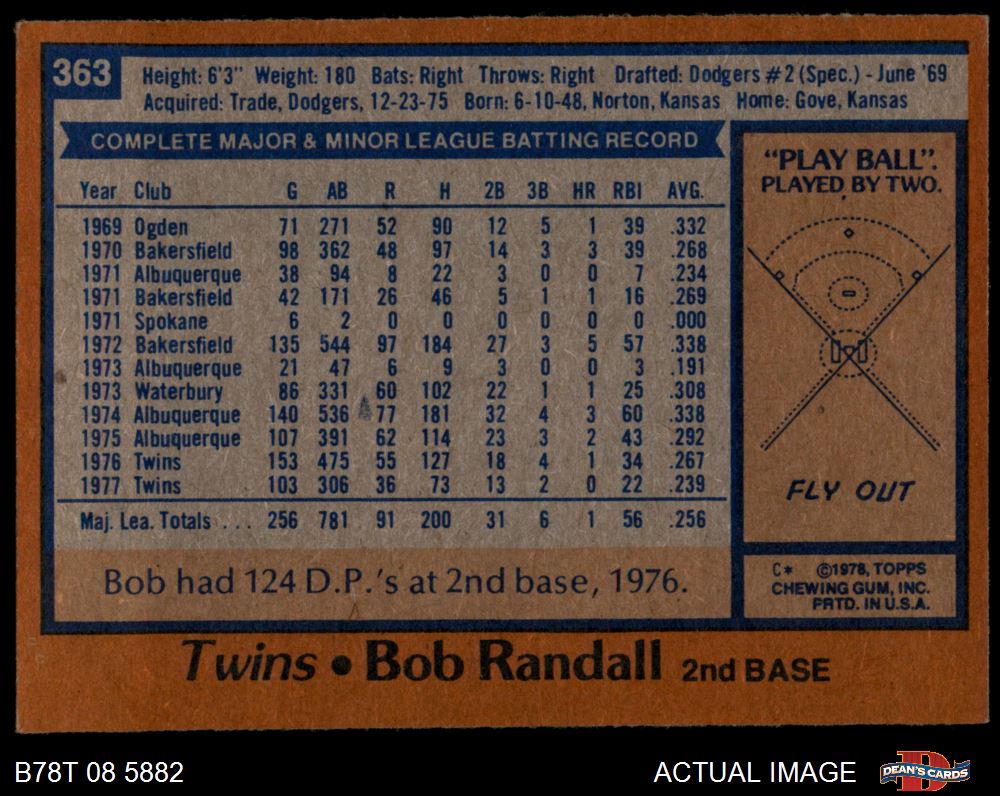 363
Height: 6'3" Weight: 180 Bats: Right Throws: Right Drafted: Dodgers #2 (Spec.) - June '69
Acquired: Trade, Dodgers, 12-23-75 Born: 6-10-48, Norton, Kansas Home: Gove, Kansas
COMPLETE MAJOR & MINOR LEAGUE BATTING RECORD
Year Club G AB R H 2B 3B HR RBI AVG.
1969 Ogden 71 271 52 90 12 5 1 39 .332
1970 Bakersfield 98 362 48 97 14 3 3 39 .268
1971 Albuquerque 38 94 8 22 3 0 0 7 .234
1971 Bakersfield 42 171 26 46 5 1 1 16 .269
1971 Spokane 6 2 0 0 0 0 0 0 .000
1972 Bakersfield 135 544 97 184 27 3 5 57 .338
1973 Albuquerque 21 47 6 9 3 0 0 3 .191
1973 Waterbury 86 331 60 102 22 1 1 25 .308
1974 Albuquerque 140 536 77 181 32 4 3 60 .338
1975 Albuquerque 107 391 62 114 23 3 2 43 .292
1976 Twins 153 475 55 127 18 4 1 34 .267
1977 Twins 103 306 36 73 13 2 0 22 .239
Maj. Lea. Totals . . . 256 781 91 200 31 6 1 56 .256
Bob had 124 D.P.'s at 2nd base, 1976.
"PLAY BALL".
PLAYED BY TWO.
FLY OUT
C* ©1978, TOPPS
CHEWING GUM, INC.
PRTD. IN U.S.A.
Twins • Bob Randall 2nd BASE
B78T 08 5882
ACTUAL IMAGE
D
DEAN'S CARDS